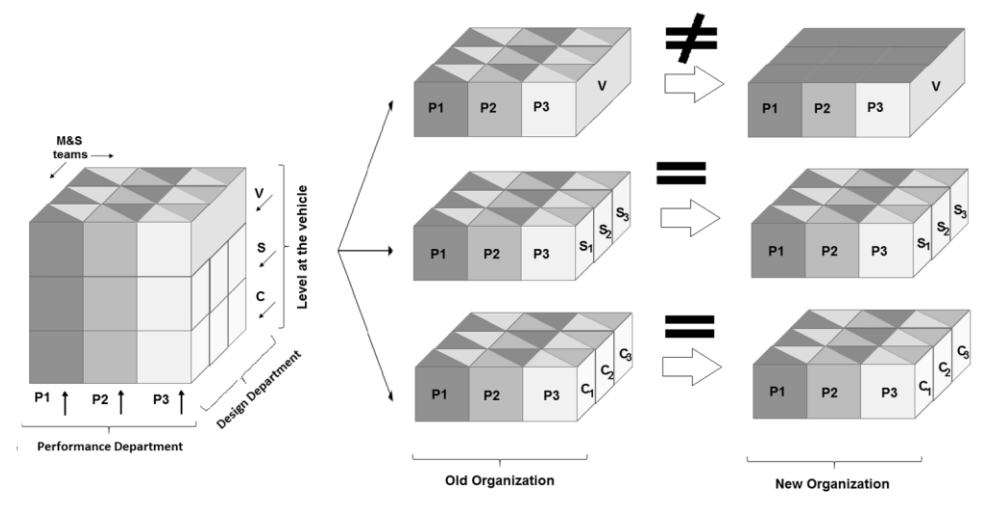 M&S
teams
V
S
C
Level at the vehicle
Design Department
P1
P2
P3
Performance Department
P1
P2
P3
V
P1
P2
P3
S1
S2
S3
P1
P2
P3
C1
C2
C3
Old Organization
≠
P1
P2
P3
V
=
P1
P2
P3
S1
S2
S3
=
P1
P2
P3
C1
C2
C3
New Organization